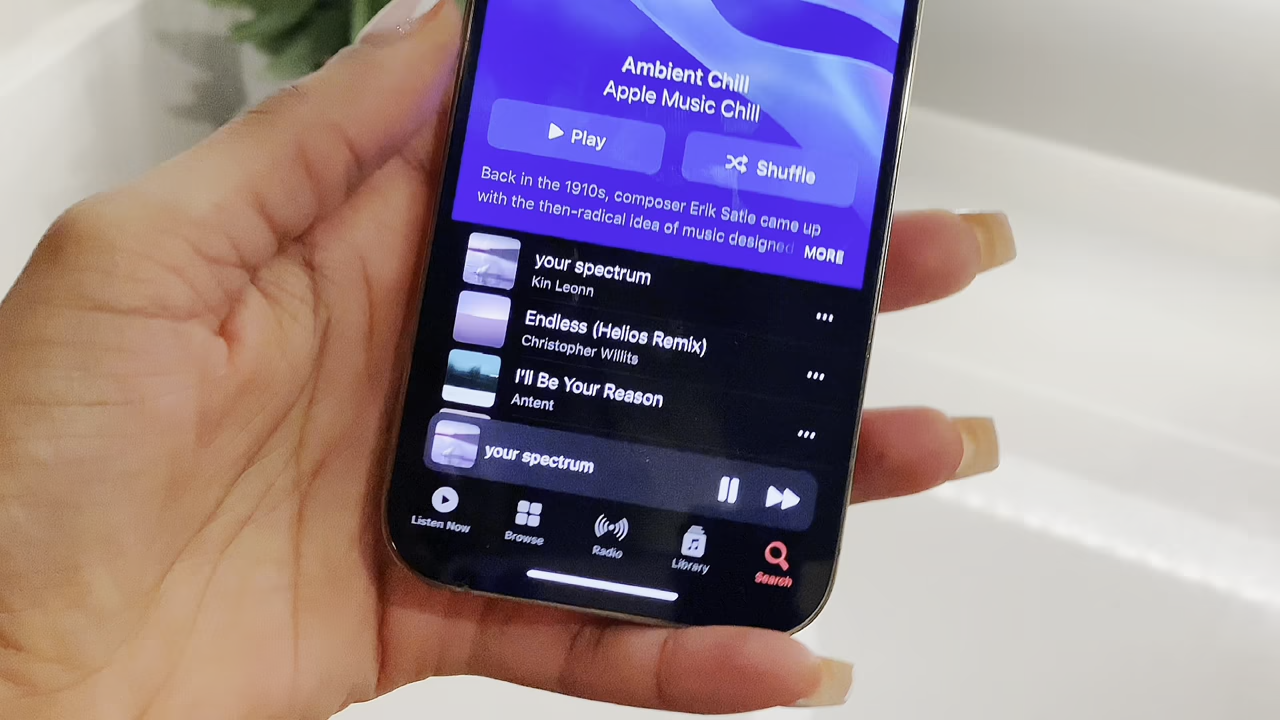 Ambient Chill
Apple Music Chill
Play
Shuffle
Back in the 1910s, composer Erik Satie came up
with the then-radical idea of music designed MORE
your spectrum
Kin Leonn
Endless (Helios Remix)
Christopher Willits
I'll Be Your Reason
Antent
your spectrum
Listen Now
Browse
Radio
Library
Search